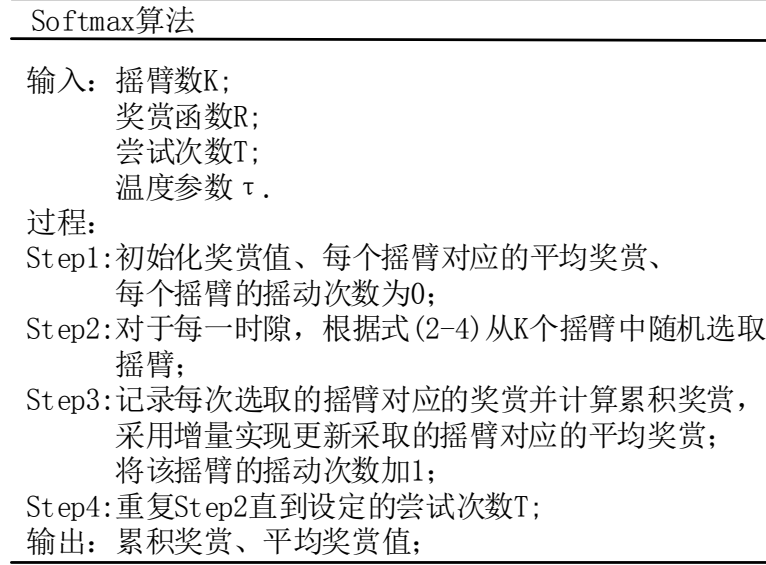 Softmax算法
输入: 摇臂数K;
奖赏函数R;
尝试次数T;
温度参数τ.
过程:
Step1:初始化奖赏值、每个摇臂对应的平均奖赏、
每个摇臂的摇动次数为0;
Step2:对于每一时隙，根据式(2-4)从K个摇臂中随机选取
摇臂;
Step3:记录每次选取的摇臂对应的奖赏并计算累积奖赏，
采用增量实现更新采取的摇臂对应的平均奖赏;
将该摇臂的摇动次数加1;
Step4:重复Step2直到设定的尝试次数T;
输出: 累积奖赏、平均奖赏值;